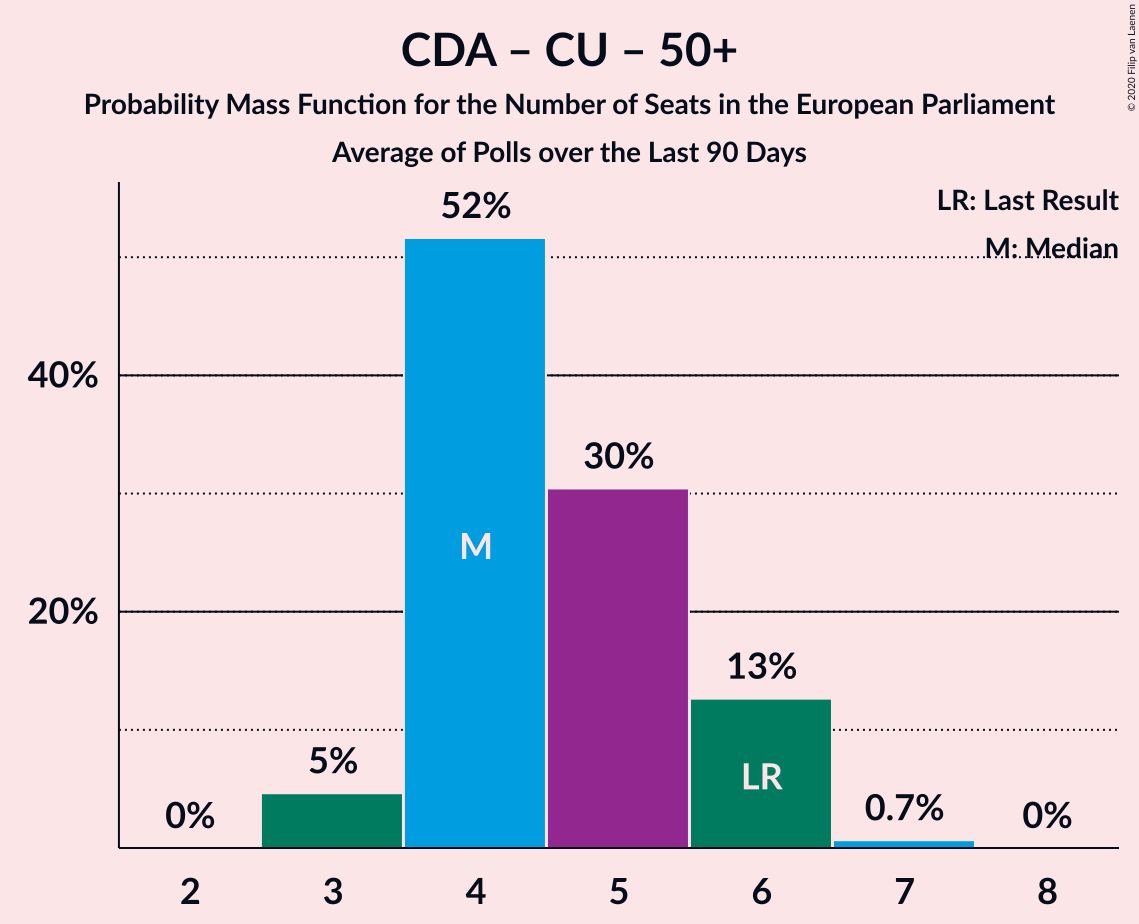 CDA – CU – 50+
Probability Mass Function for the Number of Seats in the European Parliament
Average of Polls over the Last 90 Days
© 2020 Filip van Laenen
LR: Last Result
M: Median
52%
40%
30%
M
20%
13%
5%
LR
0%
0.7%
0%
2 3 4 5 6 7 8